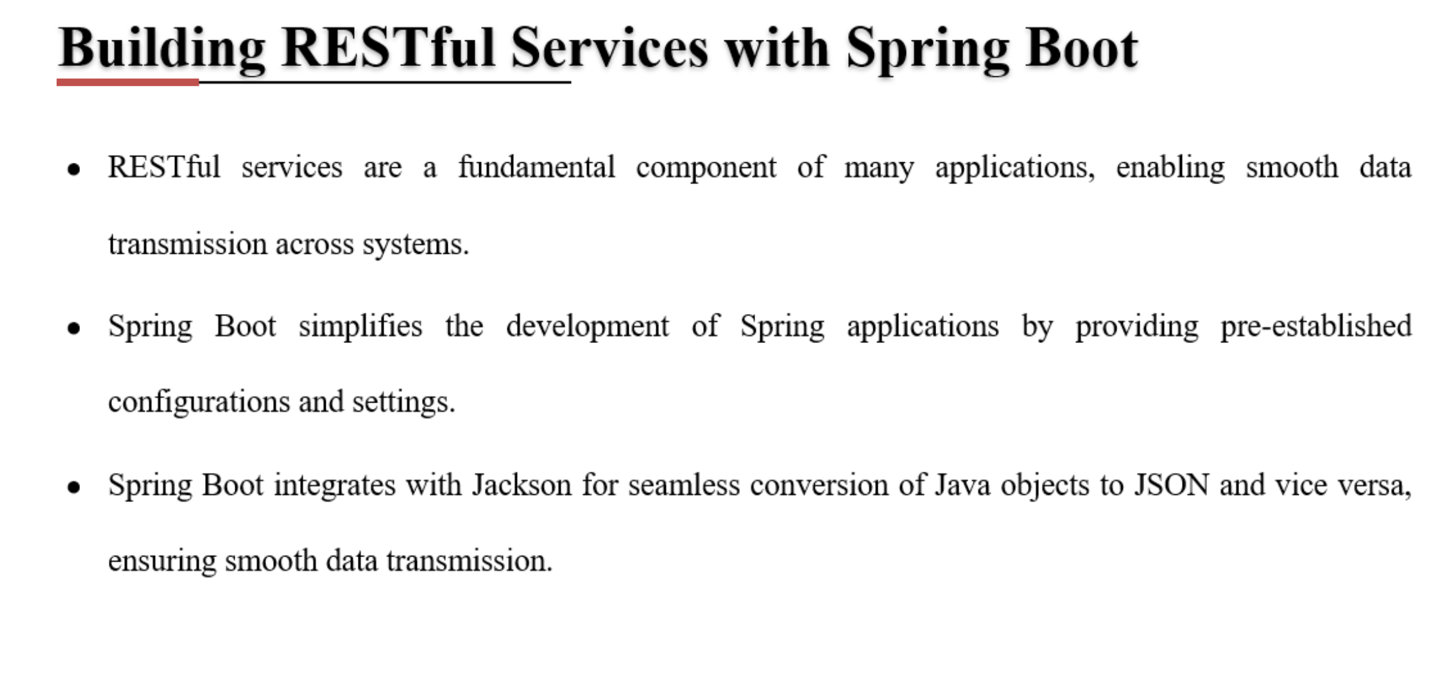 Building RESTful Services with Spring Boot
● RESTful services are a fundamental component of many applications, enabling smooth data
transmission across systems.
● Spring Boot simplifies the development of Spring applications by providing pre-established
configurations and settings.
● Spring Boot integrates with Jackson for seamless conversion of Java objects to JSON and vice versa,
ensuring smooth data transmission.